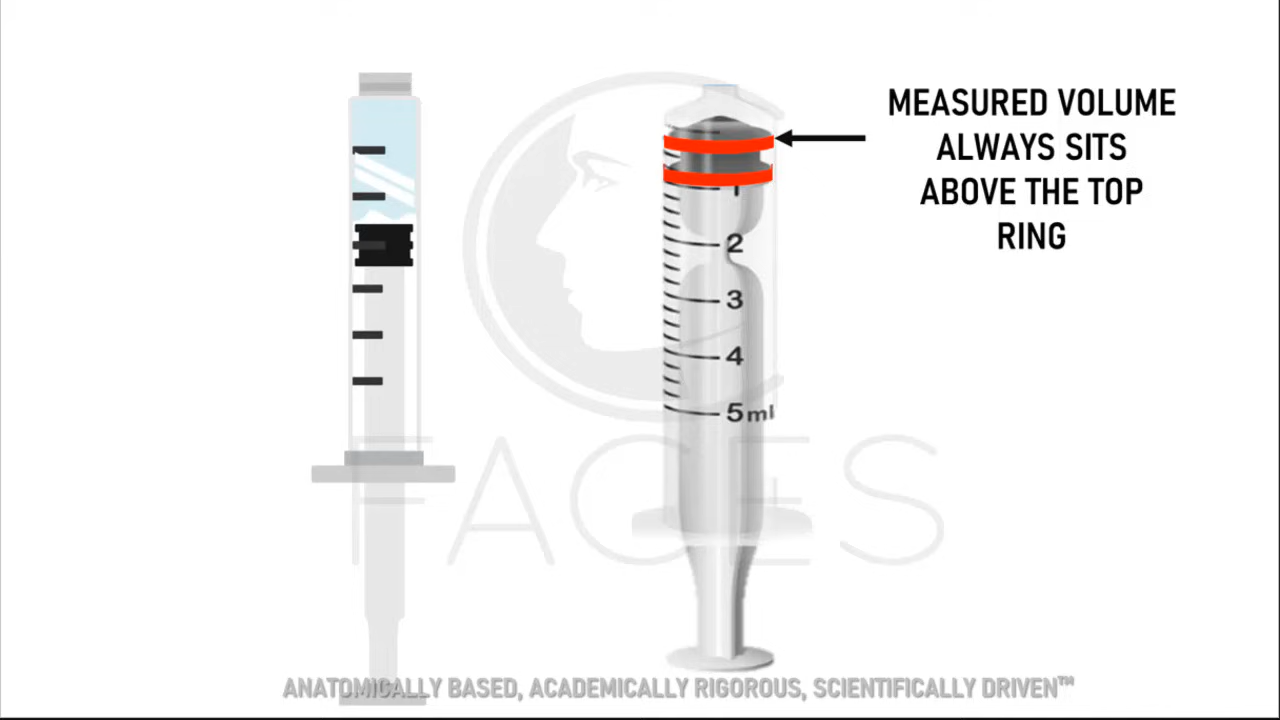 MEASURED VOLUME
ALWAYS SITS
ABOVE THE TOP
RING
1
2
3
4
5ml
FACES
ANATOMICALLY BASED, ACADEMICALLY RIGOROUS, SCIENTIFICALLY DRIVEN™